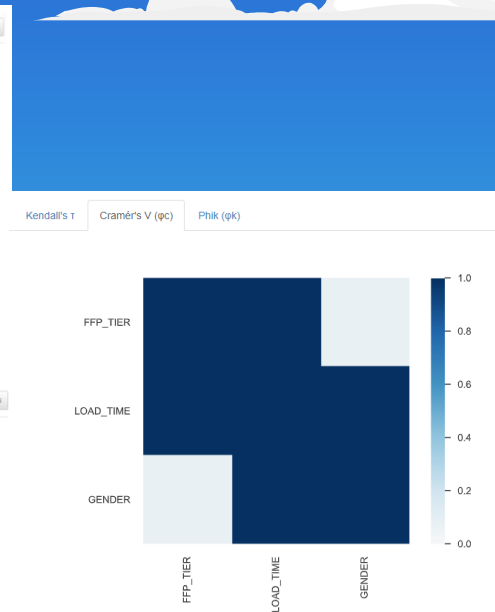 Kendall's τ Cramér's V (φc) Phik (φk)
1.0
FFP_TIER
0.8
0.6
LOAD_TIME
0.4
GENDER
0.2
0.0
FFP_TIER
LOAD_TIME
GENDER